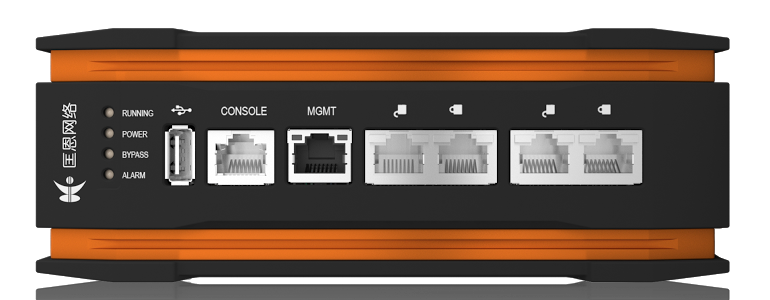 匡恩网络
RUNNING
POWER
BYPASS
ALARM
CONSOLE
MGMT